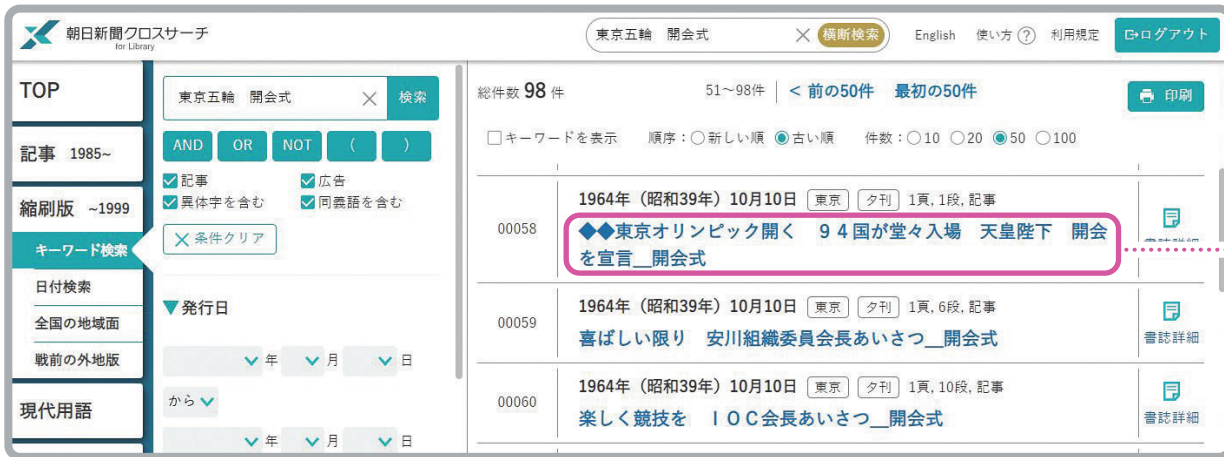 朝日新聞クロスサーチ
for Library
東京五輪　開会式
横断検索
English 使い方 ? 利用規定 ログアウト
TOP
記事 1985~
縮刷版 ~1999
キーワード検索
日付検索
全国の地域面
戦前の外地版
現代用語
東京五輪　開会式
検索
AND OR NOT ( )
記事 広告
異体字を含む 同義語を含む
条件クリア
▼発行日
年 月 日
から
年 月 日
総件数 98 件 51~98件 | < 前の50件 最初の50件
印刷
キーワードを表示 順序：○新しい順 ◉古い順 件数：○10 ○20 ◉50 ○100
00058
1964年（昭和39年）10月10日 東京 夕刊 1頁, 1段, 記事
◆◆東京オリンピック開く　９４国が堂々入場　天皇陛下　開会
を宣言__開会式
書誌詳細
00059
1964年（昭和39年）10月10日 東京 夕刊 1頁, 6段, 記事
喜ばしい限り　安川組織委員会長あいさつ__開会式
書誌詳細
00060
1964年（昭和39年）10月10日 東京 夕刊 1頁, 10段, 記事
楽しく競技を　ＩＯＣ会長あいさつ__開会式
書誌詳細